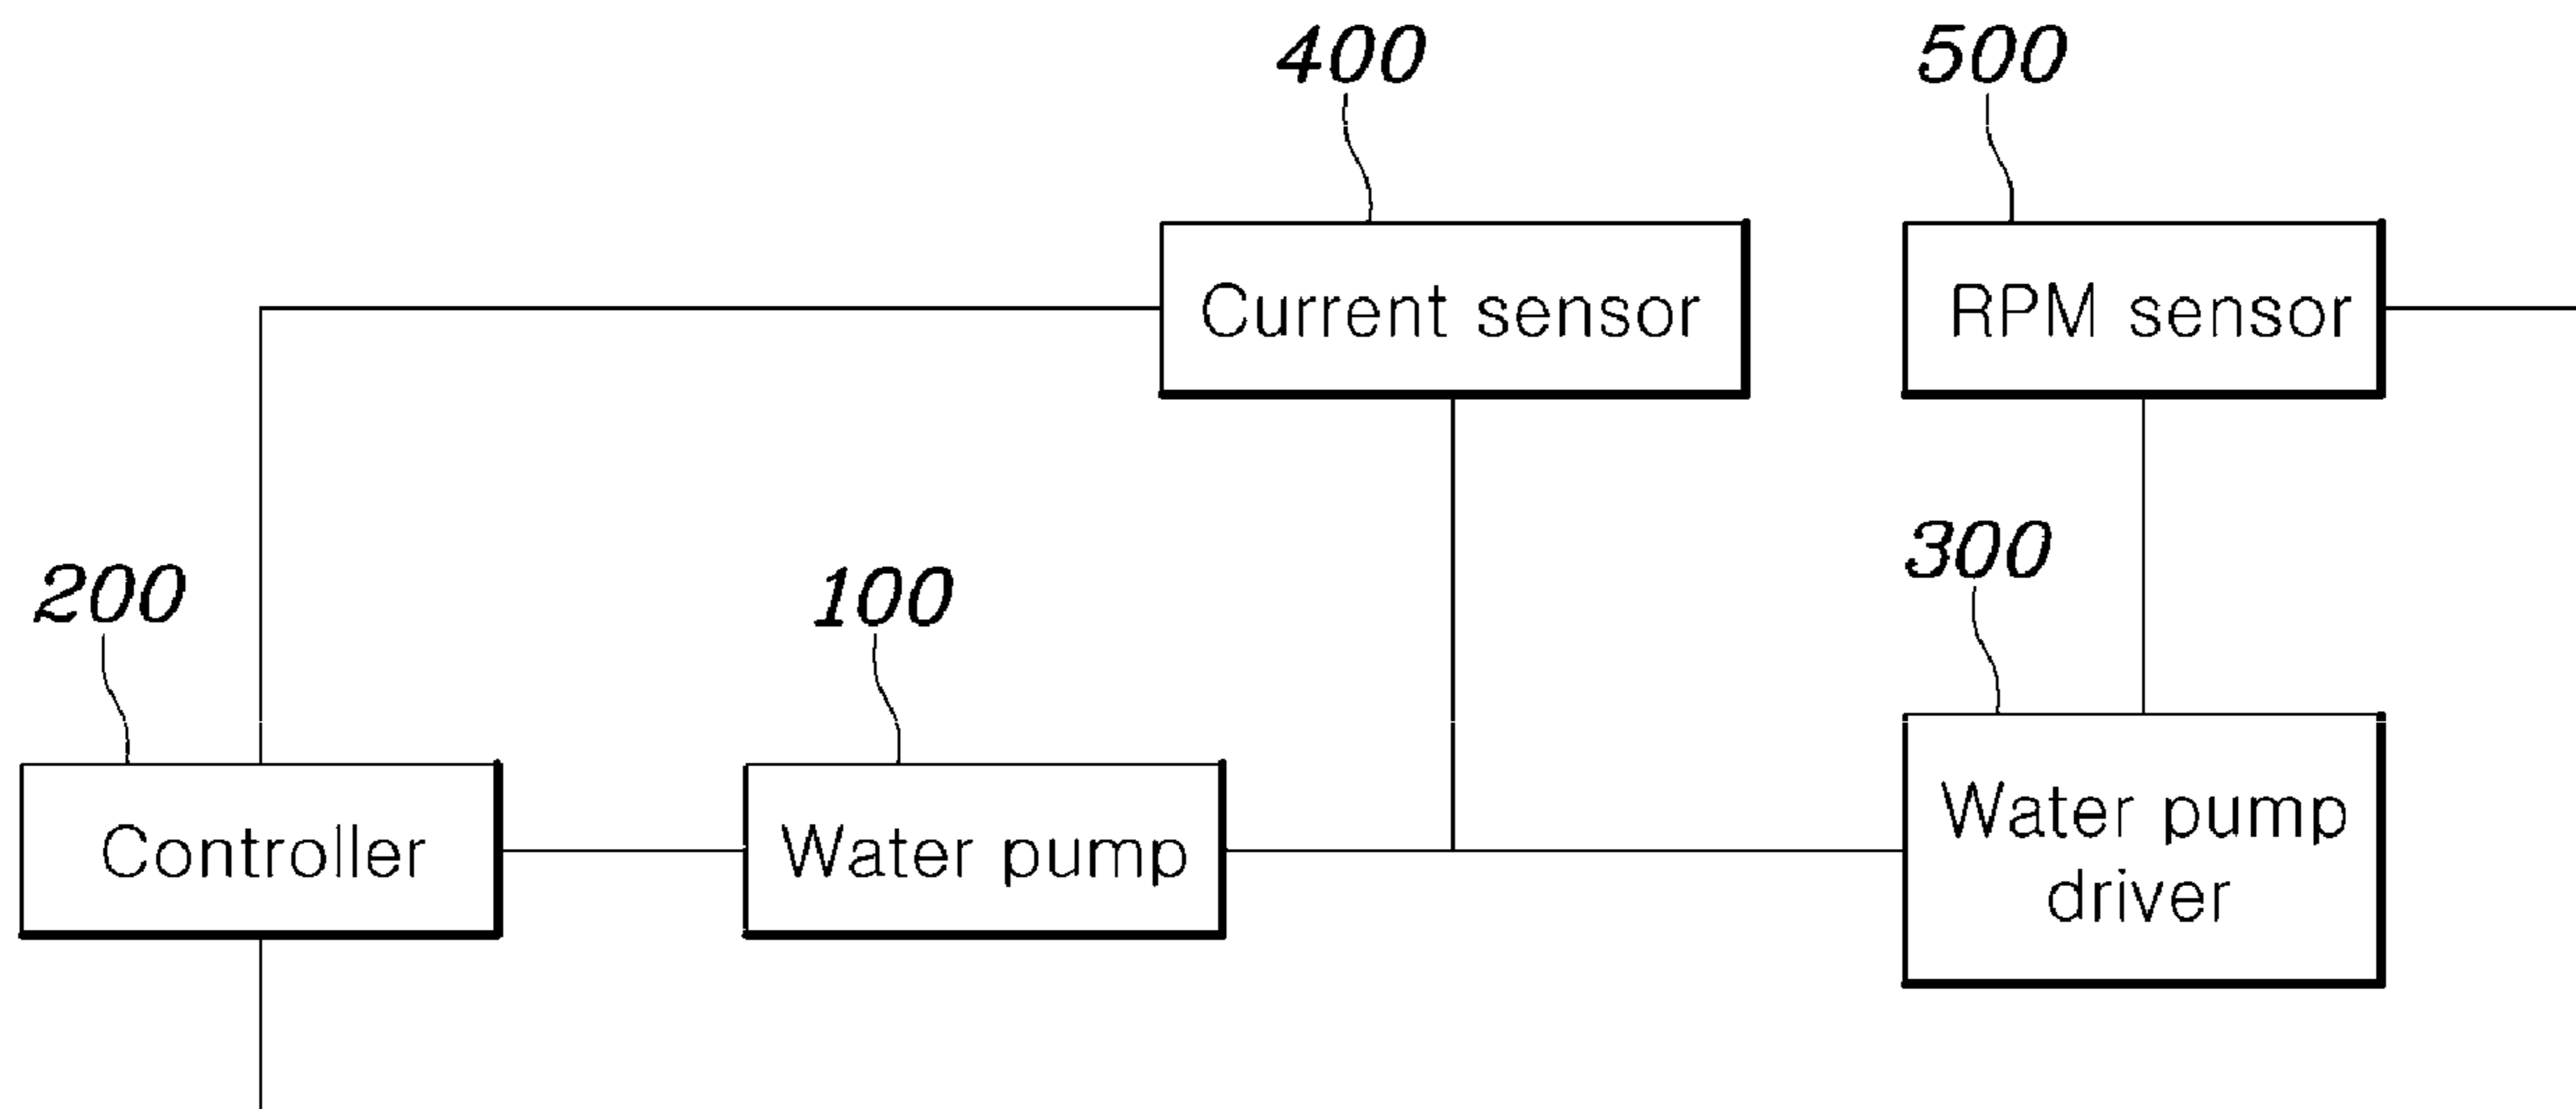 400
500
Current sensor
RPM sensor
300
200
100
Controller
Water pump
Water pump
driver